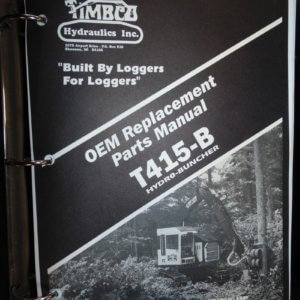 TIMBCO
Hydraulics Inc.
"Built By Loggers
For Loggers"
OEM Replacement
Parts Manual
T415-B
HYDRO-BUNCHER